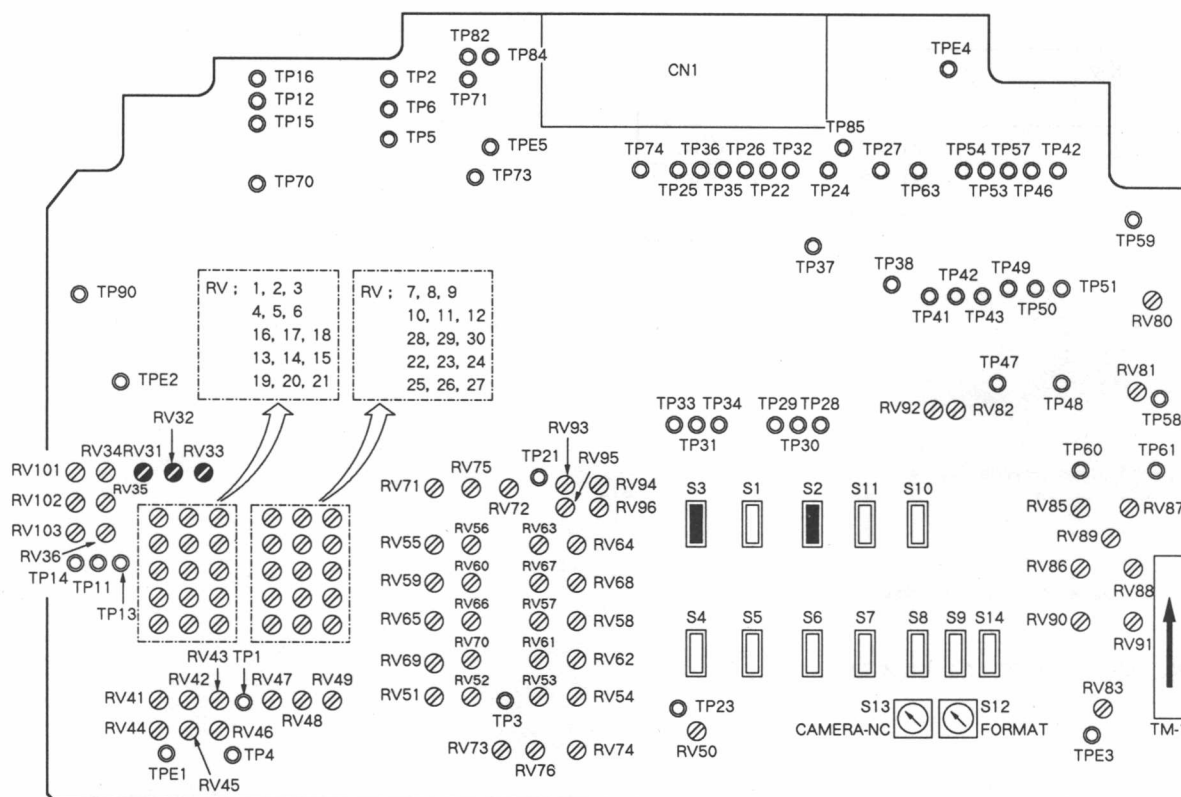 TP82
TP84
TPE4
TP16
TP2
CN1
TP12
TP71
TP6
TP15
TP5
TPE5
TP85
TP74 TP36 TP26 TP32
TP27
TP54 TP57 TP42
TP70
TP73
TP25 TP35 TP22
TP24
TP63
TP53 TP46
TP59
TP37
TP38
TP42 TP49
TP51
TP90
TP41 TP43
TP50
RV80
RV ; 1, 2, 3
4, 5, 6
16, 17, 18
13, 14, 15
19, 20, 21
RV ; 7, 8, 9
10, 11, 12
28, 29, 30
22, 23, 24
25, 26, 27
TPE2
TP47
RV81
TP48
TP58
RV92
RV82
TP33 TP34
TP29 TP28
TP31
TP30
RV32
RV34 RV31 RV33
RV93
RV101
RV35
TP21
RV95
RV75
RV94
TP60
TP61
RV71
RV72
RV96
RV102
S3 S1 S2 S11 S10
RV85
RV87
RV103
RV56
RV63
RV55
RV64
RV89
RV36
TP14 TP11
TP13
RV60
RV67
RV59
RV68
RV86
RV88
RV66
RV57
RV65
RV58
RV90
RV91
S4 S5 S6 S7 S8 S9 S14
RV70
RV61
RV69
RV62
RV43 TP1
RV42 RV47 RV49
RV41
RV48
RV52
RV53
RV51
RV54
TP3
TP23
S13
S12
RV83
RV44
RV46
RV50
CAMERA-NC
FORMAT
TM-
TPE1
RV45
TP4
RV73
RV76
RV74
TPE3